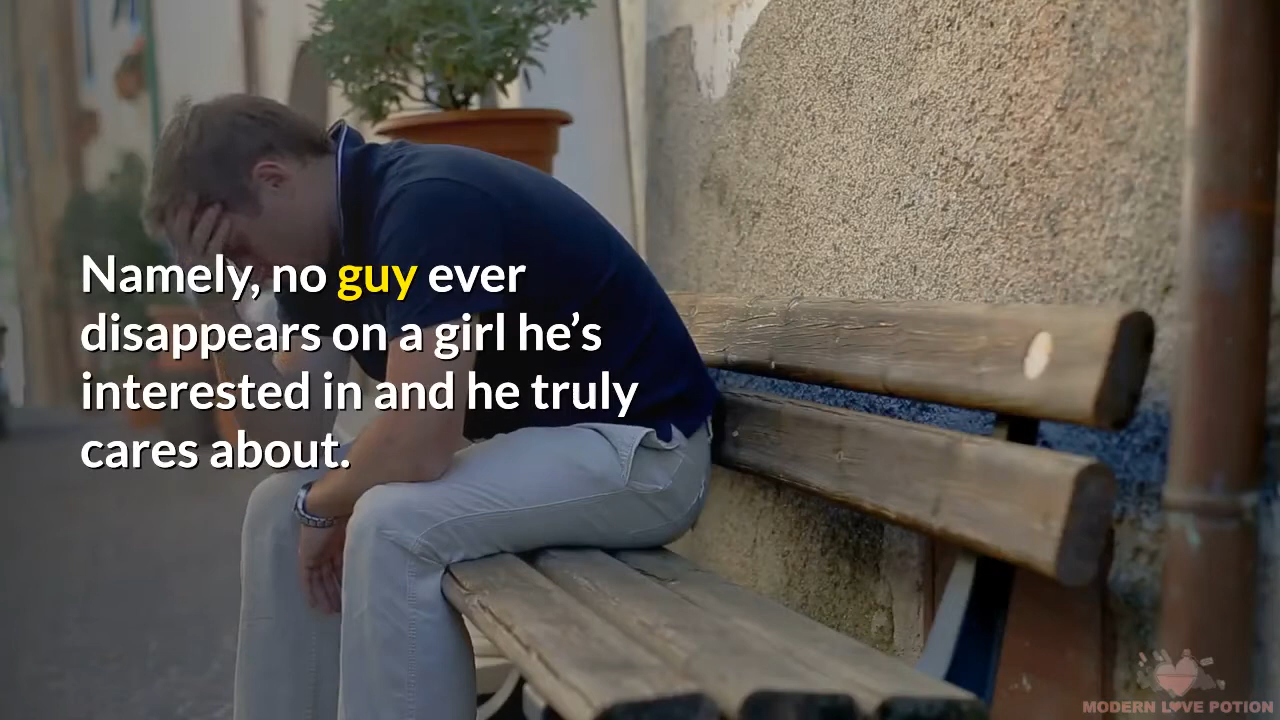 Namely, no guy ever
disappears on a girl he’s
interested in and he truly
cares about.
MODERN LOVE POTION